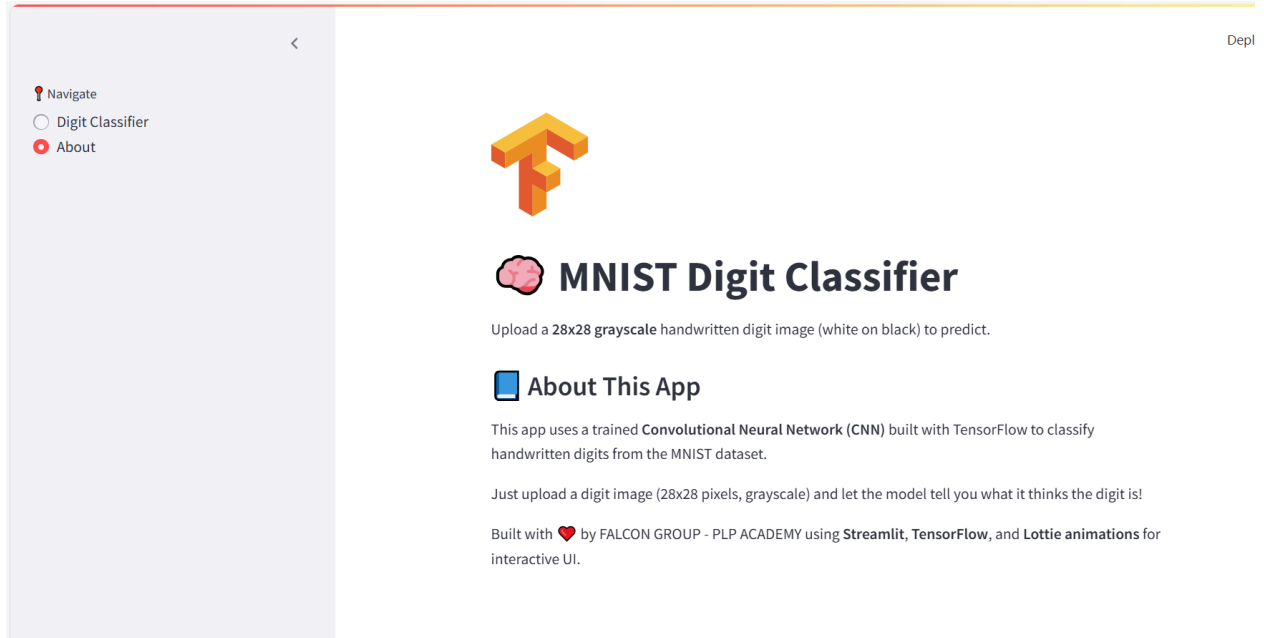 Depl
Navigate
Digit Classifier
About
MNIST Digit Classifier
Upload a 28x28 grayscale handwritten digit image (white on black) to predict.
About This App
This app uses a trained Convolutional Neural Network (CNN) built with TensorFlow to classify
handwritten digits from the MNIST dataset.
Just upload a digit image (28x28 pixels, grayscale) and let the model tell you what it thinks the digit is!
Built with ❤️ by FALCON GROUP - PLP ACADEMY using Streamlit, TensorFlow, and Lottie animations for
interactive UI.